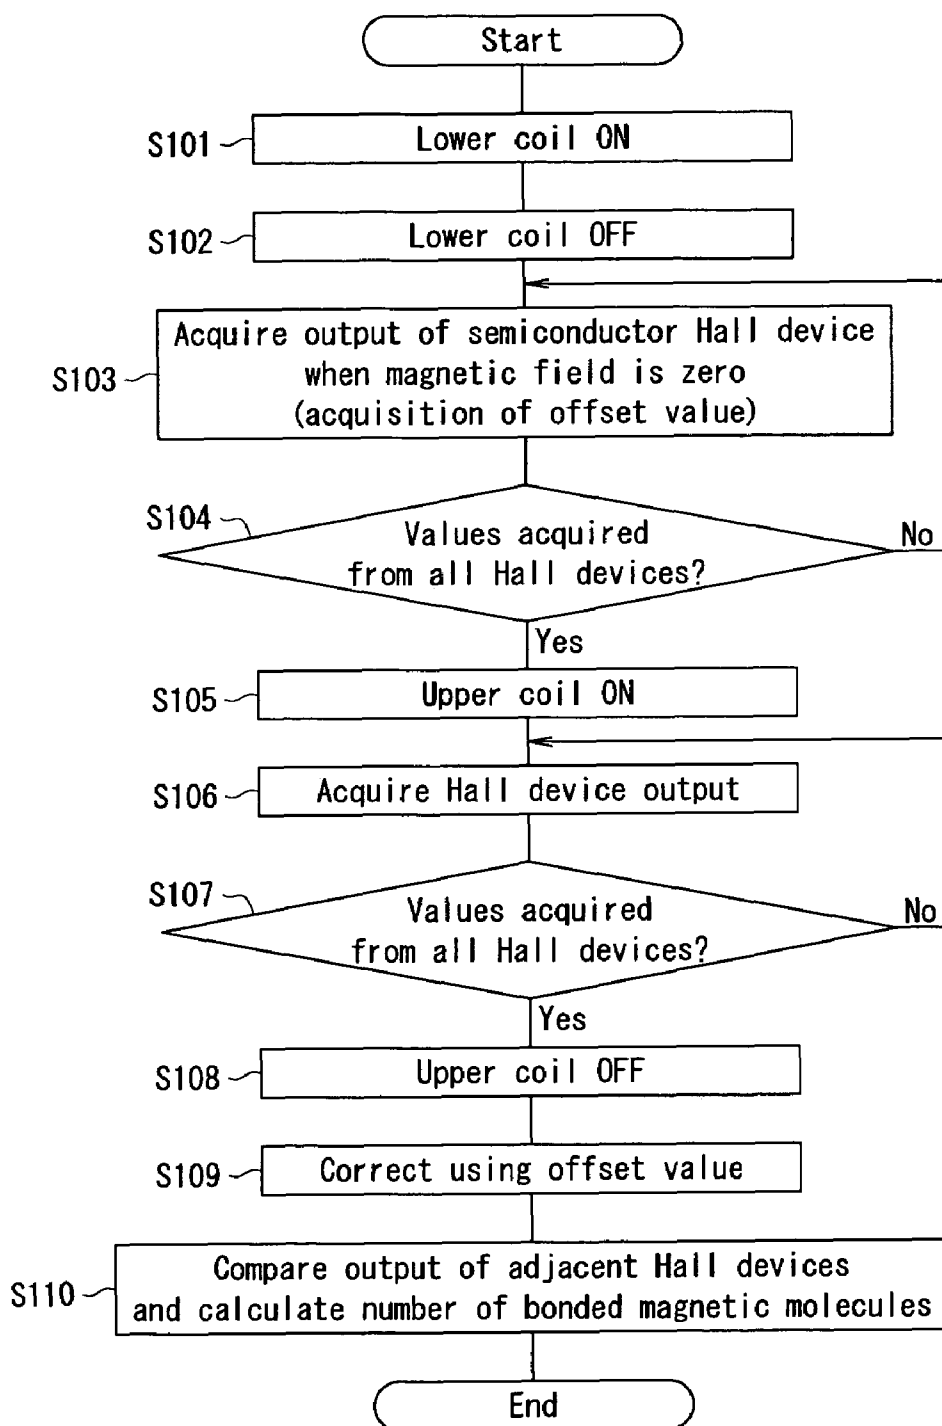 Start
S101
Lower coil ON
S102
Lower coil OFF
S103
Acquire output of semiconductor Hall device
when magnetic field is zero
(acquisition of offset value)
S104
Values acquired
from all Hall devices?
No
Yes
S105
Upper coil ON
S106
Acquire Hall device output
S107
Values acquired
from all Hall devices?
No
Yes
S108
Upper coil OFF
S109
Correct using offset value
S110
Compare output of adjacent Hall devices
and calculate number of bonded magnetic molecules
End